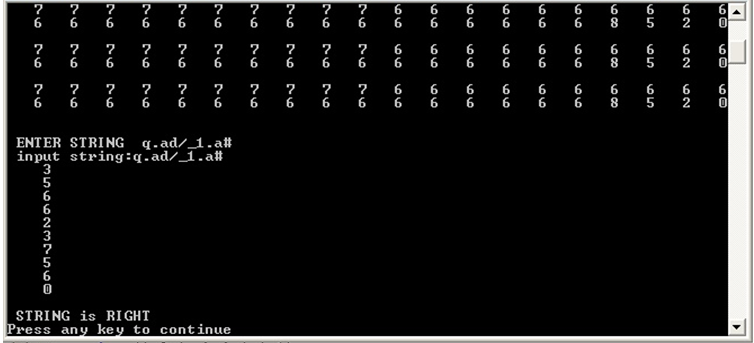 7 7 7 7 7 7 7 7 7 7 6 6 6 6 6 6 6 6 6 6
6 6 6 6 6 6 6 6 6 6 6 6 6 6 6 6 8 5 2 0
7 7 7 7 7 7 7 7 7 7 6 6 6 6 6 6 6 6 6 6
6 6 6 6 6 6 6 6 6 6 6 6 6 6 6 6 8 5 2 0
7 7 7 7 7 7 7 7 7 7 6 6 6 6 6 6 6 6 6 6
6 6 6 6 6 6 6 6 6 6 6 6 6 6 6 6 8 5 2 0
ENTER STRING q.ad/_1.a#
input string:q.ad/_1.a#
3
5
6
6
2
3
7
5
6
0
STRING is RIGHT
Press any key to continue